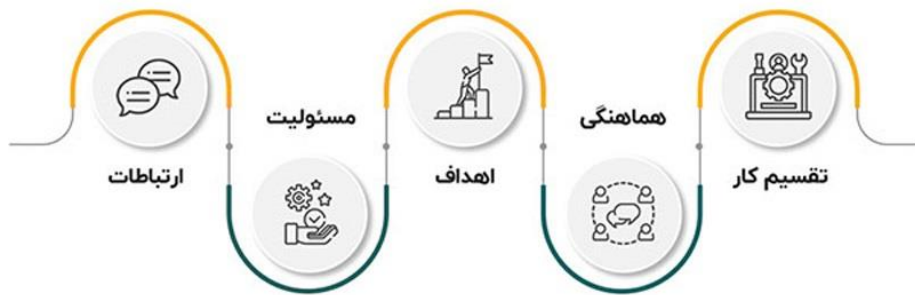 تقسیم کار
هماهنگی
اهداف
مسئولیت
ارتباطات